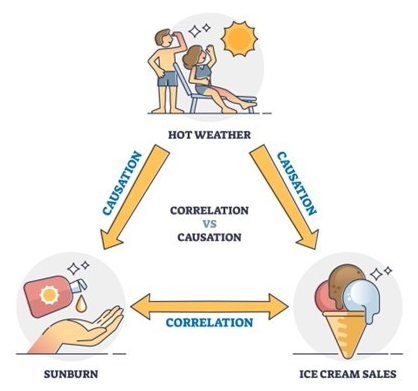 HOT WEATHER
CAUSATION
CAUSATION
CORRELATION
VS
CAUSATION
CORRELATION
SUNBURN
ICE CREAM SALES